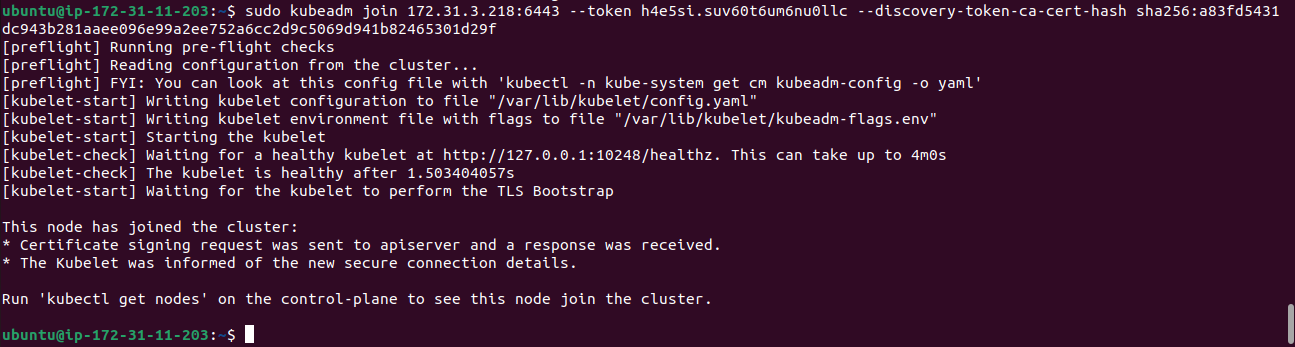 ubuntu@ip-172-31-11-203:~$ sudo kubeadm join 172.31.3.218:6443 --token h4e5si.suv60t6um6nu0llc --discovery-token-ca-cert-hash sha256:a83fd5431
dc943b281aaee096e99a2ee752a6cc2d9c5069d941b82465301d29f
[preflight] Running pre-flight checks
[preflight] Reading configuration from the cluster...
[preflight] FYI: You can look at this config file with 'kubectl -n kube-system get cm kubeadm-config -o yaml'
[kubelet-start] Writing kubelet configuration to file "/var/lib/kubelet/config.yaml"
[kubelet-start] Writing kubelet environment file with flags to file "/var/lib/kubelet/kubeadm-flags.env"
[kubelet-start] Starting the kubelet
[kubelet-check] Waiting for a healthy kubelet at http://127.0.0.1:10248/healthz. This can take up to 4m0s
[kubelet-check] The kubelet is healthy after 1.503404057s
[kubelet-start] Waiting for the kubelet to perform the TLS Bootstrap

This node has joined the cluster:
* Certificate signing request was sent to apiserver and a response was received.
* The Kubelet was informed of the new secure connection details.

Run 'kubectl get nodes' on the control-plane to see this node join the cluster.

ubuntu@ip-172-31-11-203:~$